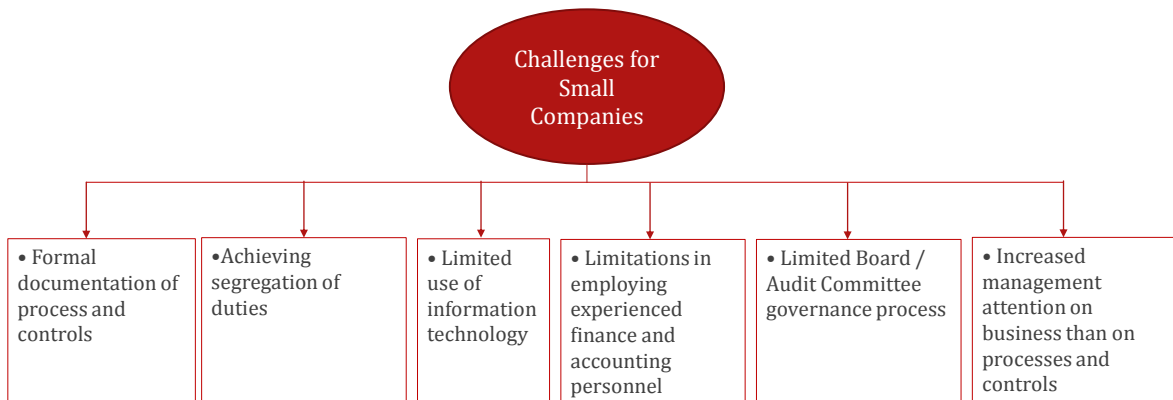 Challenges for
Small
Companies
• Formal
documentation of
process and
controls
•Achieving
segregation of
duties
• Limited
use of
information
technology
• Limitations in
employing
experienced
finance and
accounting
personnel
• Limited Board /
Audit Committee
governance process
• Increased
management
attention on
business than on
processes and
controls